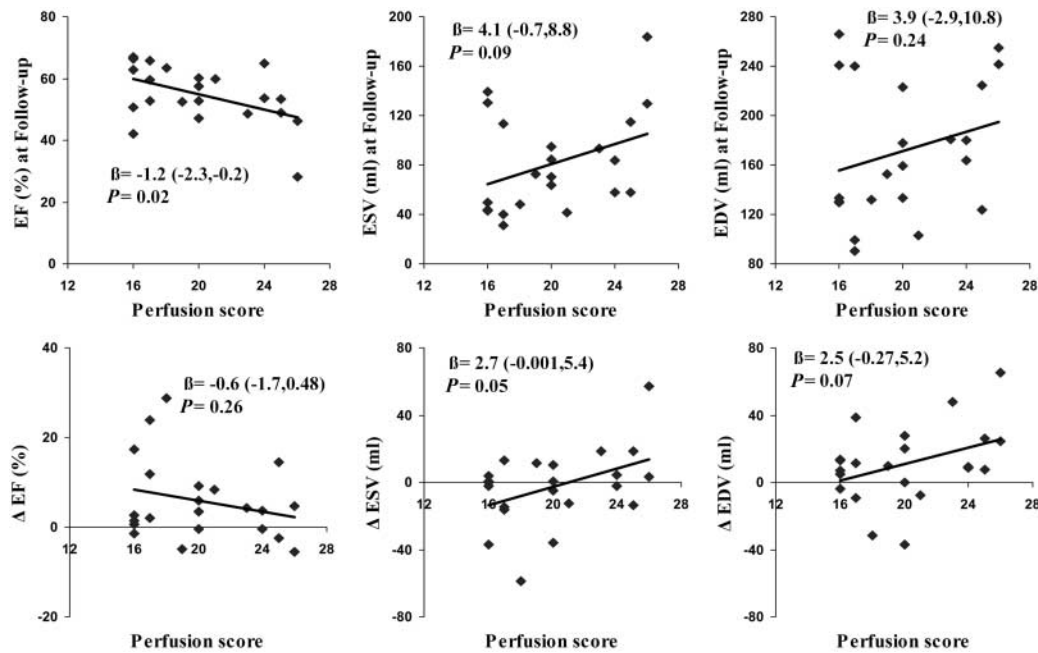 EF (%) at Follow-up
80
60
40
20
0
ß= -1.2 (-2.3,-0.2)
P= 0.02
12 16 20 24 28
Perfusion score
ESV (ml) at Follow-up
200
160
120
80
40
0
ß= 4.1 (-0.7,8.8)
P= 0.09
12 16 20 24 28
Perfusion score
EDV (ml) at Follow-up
280
240
200
160
120
80
ß= 3.9 (-2.9,10.8)
P= 0.24
12 16 20 24 28
Perfusion score
Δ EF (%)
40
20
0
-20
ß= -0.6 (-1.7,0.48)
P= 0.26
12 16 20 24 28
Perfusion score
Δ ESV (ml)
80
40
0
-40
-80
ß= 2.7 (-0.001,5.4)
P= 0.05
12 16 20 24 28
Perfusion score
Δ EDV (ml)
80
40
0
-40
-80
ß= 2.5 (-0.27,5.2)
P= 0.07
12 16 20 24 28
Perfusion score